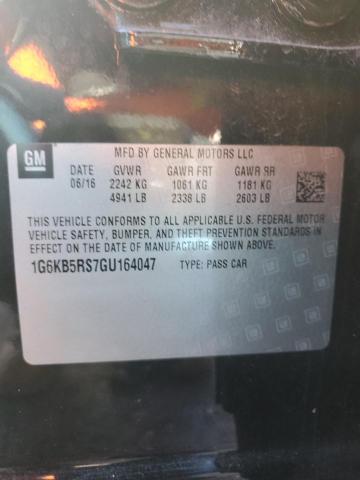 GM
MFD BY GENERAL MOTORS LLC
DATE GVWR GAWR FRT GAWR RR
06/16 2242 KG 1061 KG 1181 KG
4941 LB 2338 LB 2603 LB
THIS VEHICLE CONFORMS TO ALL APPLICABLE U.S. FEDERAL MOTOR
VEHICLE SAFETY, BUMPER, AND THEFT PREVENTION STANDARDS IN
EFFECT ON THE DATE OF MANUFACTURE SHOWN ABOVE.
1G6KB5RS7GU164047 TYPE: PASS CAR